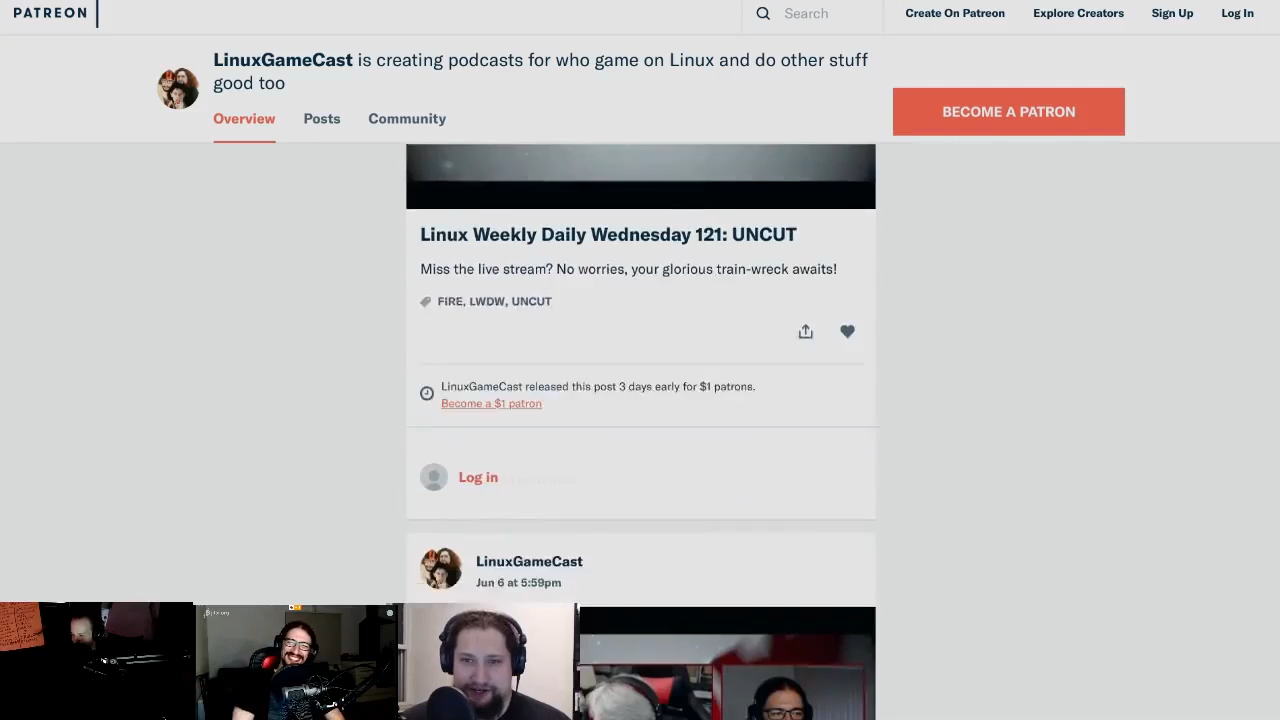 PATREON
Search
Create On Patreon
Explore Creators
Sign Up
Log In
LinuxGameCast is creating podcasts for who game on Linux and do other stuff
good too
Overview
Posts
Community
BECOME A PATRON
Linux Weekly Daily Wednesday 121: UNCUT
Miss the live stream? No worries, your glorious train-wreck awaits!
FIRE, LWDW, UNCUT
LinuxGameCast released this post 3 days early for $1 patrons.
Become a $1 patron
Log in
LinuxGameCast
Jun 6 at 5:59pm